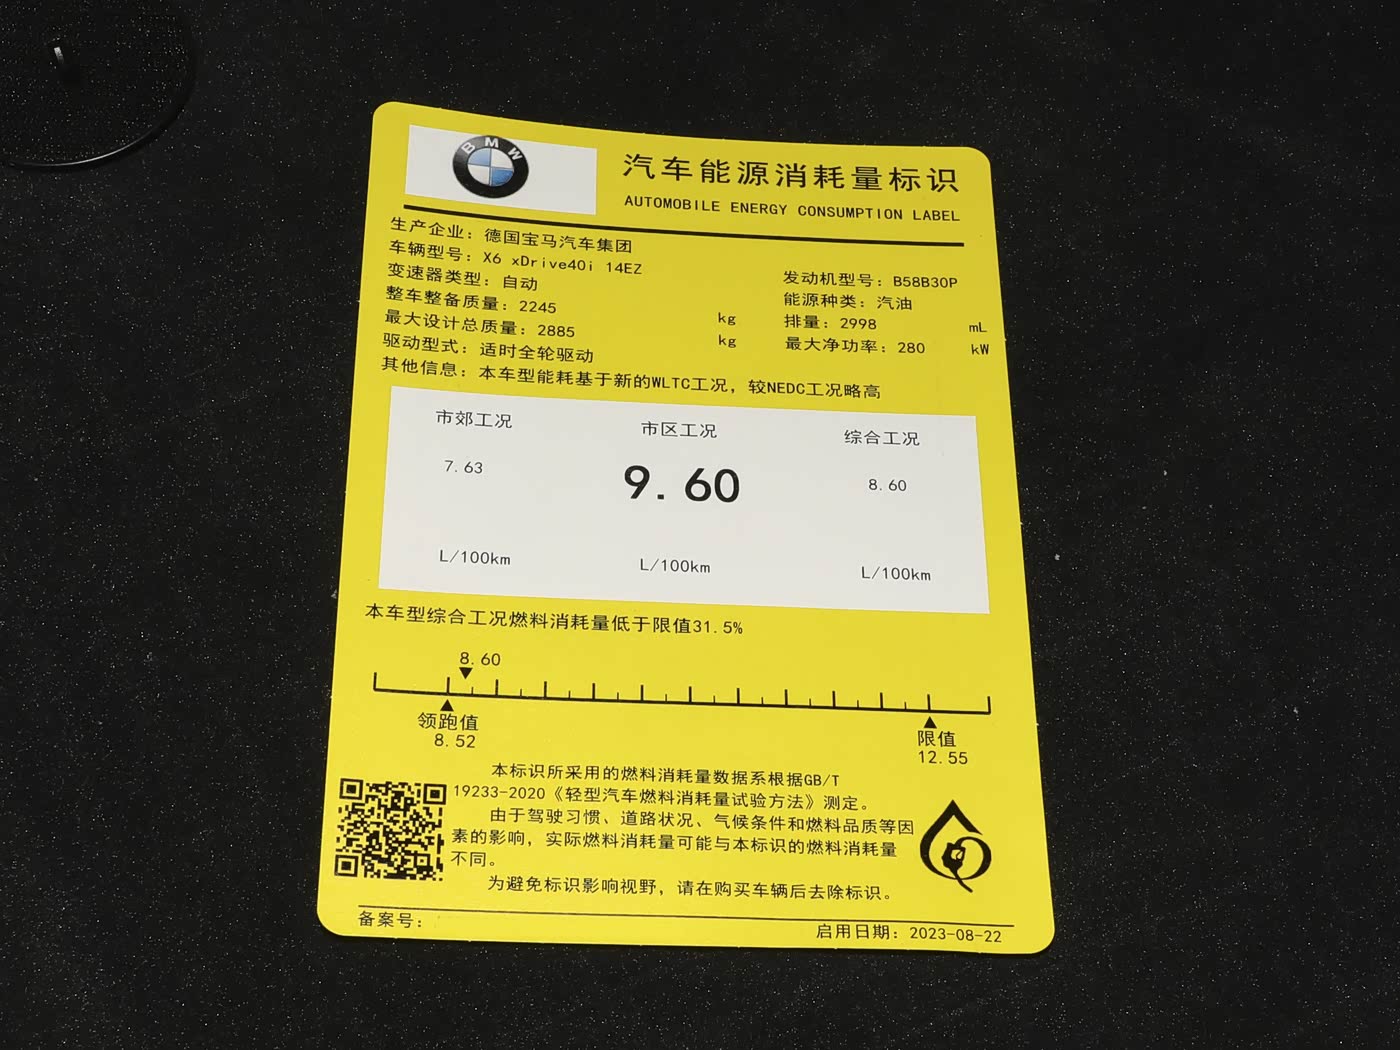 BMW
汽车能源消耗量标识
AUTOMOBILE ENERGY CONSUMPTION LABEL
生产企业：德国宝马汽车集团
车辆型号：X6 xDrive40i 14EZ
发动机型号：B58B30P
变速器类型：自动
能源种类：汽油
整车整备质量：2245 kg
排量：2998 mL
最大设计总质量：2885 kg
最大净功率：280 kW
驱动型式：适时全轮驱动
其他信息：本车型能耗基于新的WLTC工况，较NEDC工况略高
市郊工况 市区工况 综合工况
7.63 9.60 8.60
L/100km L/100km L/100km
本车型综合工况燃料消耗量低于限值31.5%
8.60
领跑值 限值
8.52 12.55
本标识所采用的燃料消耗量数据系根据GB/T
19233-2020《轻型汽车燃料消耗量试验方法》测定。
由于驾驶习惯、道路状况、气候条件和燃料品质等因
素的影响，实际燃料消耗量可能与本标识的燃料消耗量
不同。
为避免标识影响视野，请在购买车辆后去除标识。
备案号： 启用日期：2023-08-22